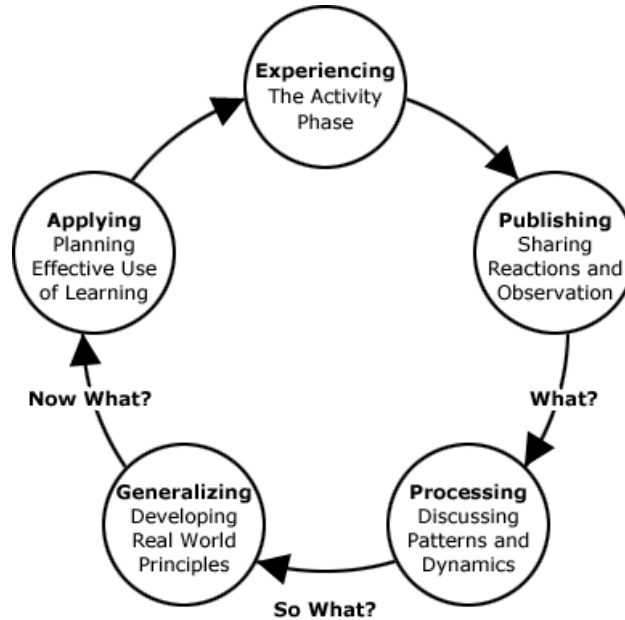 Experiencing
The Activity
Phase
Publishing
Sharing
Reactions and
Observation
What?
Processing
Discussing
Patterns and
Dynamics
So What?
Generalizing
Developing
Real World
Principles
Now What?
Applying
Planning
Effective Use
of Learning